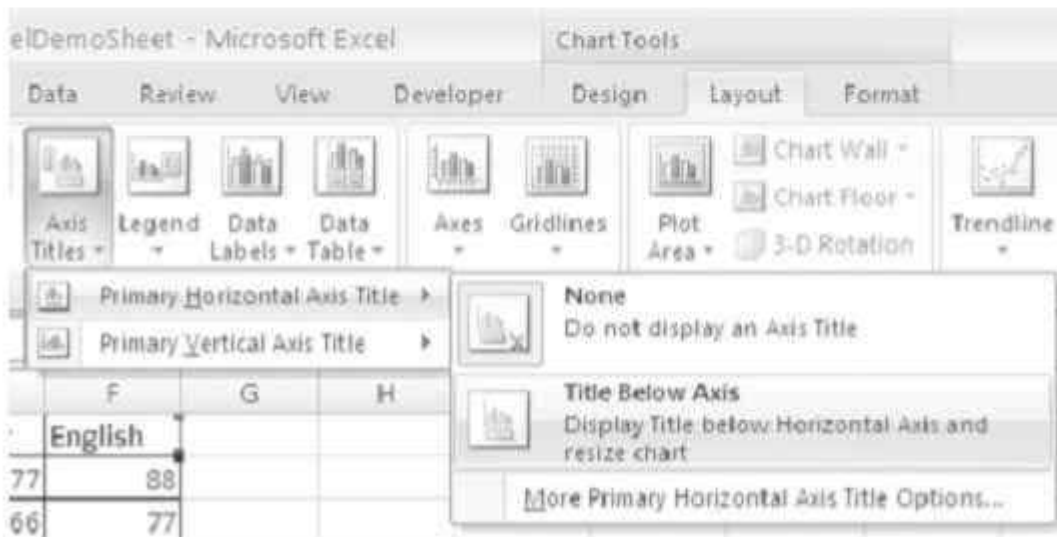 elDemoSheet - Microsoft Excel
Chart Tools
Data Review View Developer Design Layout Format
Axis Titles
Legend
Data Labels
Data Table
Axes
Gridlines
Plot Area
Chart Wall
Chart Floor
3-D Rotation
Trendline
Primary Horizontal Axis Title
Primary Vertical Axis Title
None
Do not display an Axis Title
Title Below Axis
Display Title below Horizontal Axis and
resize chart
More Primary Horizontal Axis Title Options...
F G H
English
77 88
66 77